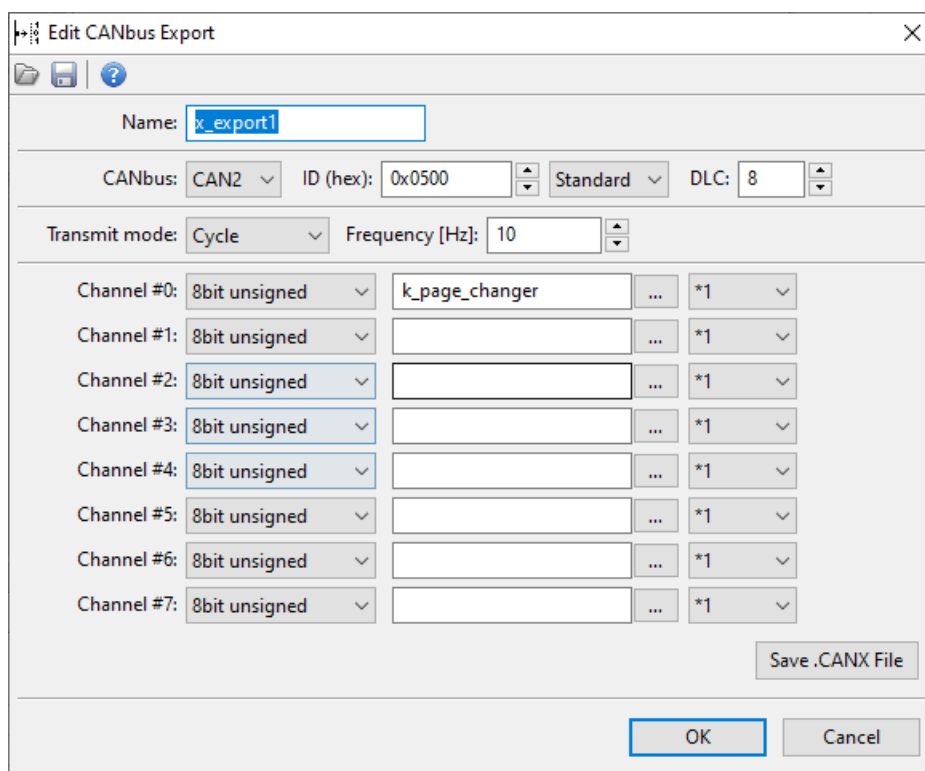 Edit CANbus Export
Name: x_export1
CANbus: CAN2 ID (hex): 0x0500 Standard DLC: 8
Transmit mode: Cycle Frequency [Hz]: 10
Channel #0: 8bit unsigned k_page_changer ... *1
Channel #1: 8bit unsigned ... *1
Channel #2: 8bit unsigned ... *1
Channel #3: 8bit unsigned ... *1
Channel #4: 8bit unsigned ... *1
Channel #5: 8bit unsigned ... *1
Channel #6: 8bit unsigned ... *1
Channel #7: 8bit unsigned ... *1
Save .CANX File
OK Cancel